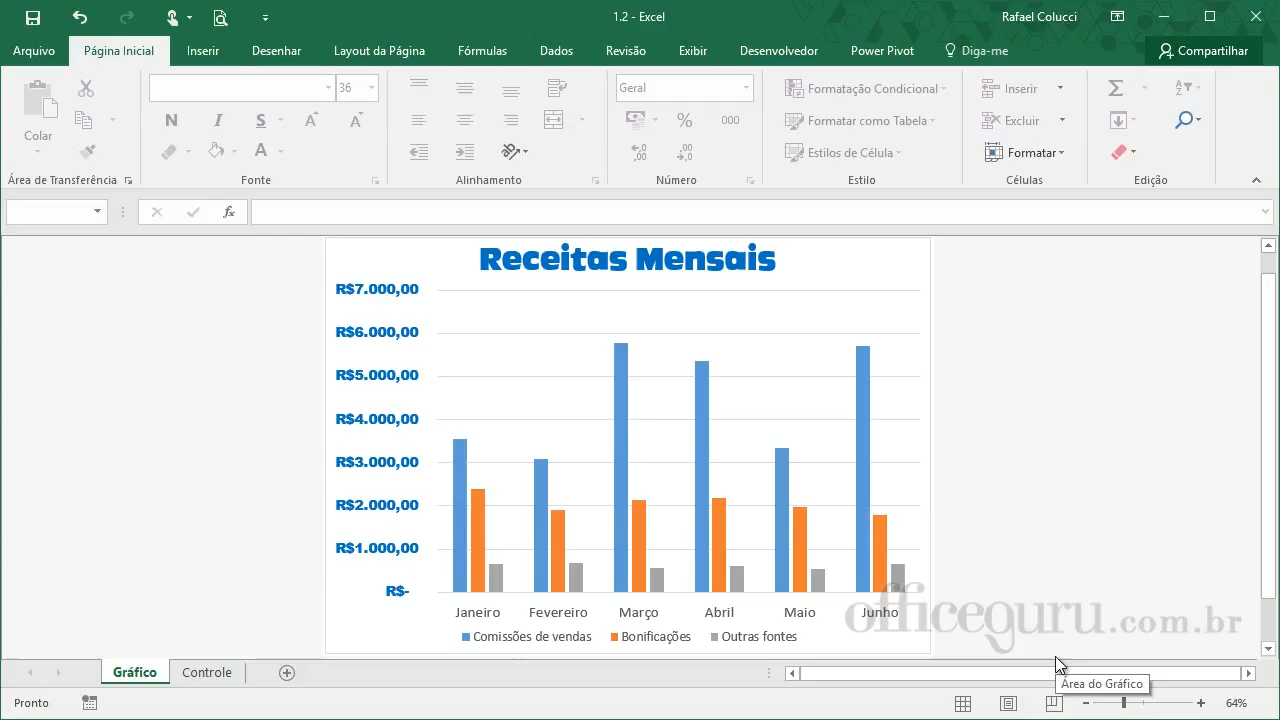 1.2 - Excel
Rafael Colucci
Arquivo Página Inicial Inserir Desenhar Layout da Página Fórmulas Dados Revisão Exibir Desenvolvedor Power Pivot Diga-me Compartilhar
36 Geral Formatação Condicional Inserir
Colar N I S A A % 000 Formatar como Tabela Excluir
A ,00 Estilos de Célula Formatar
Área de Transferência Fonte Alinhamento Número Estilo Células Edição
fx
Receitas Mensais
R$7.000,00
R$6.000,00
R$5.000,00
R$4.000,00
R$3.000,00
R$2.000,00
R$1.000,00
R$-
Janeiro Fevereiro Março Abril Maio Junho
Comissões de vendas Bonificações Outras fontes
officeguru.com.br
Gráfico Controle
Área do Gráfico
Pronto 64%